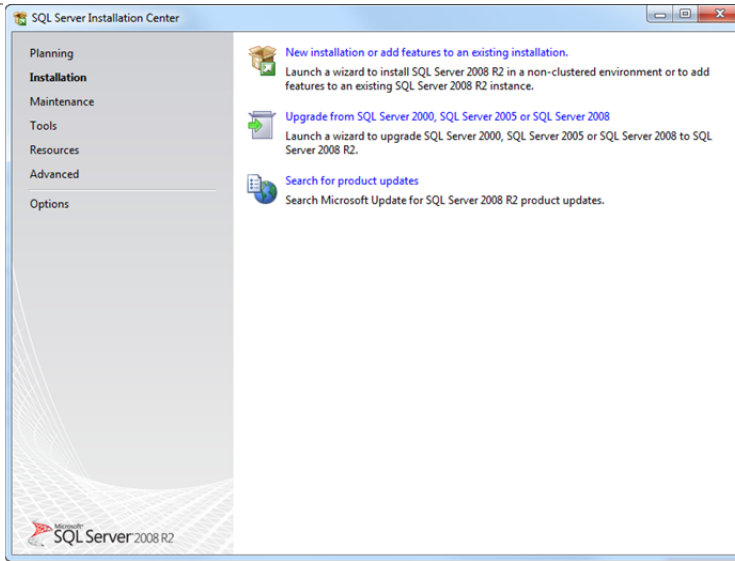 SQL Server Installation Center
Planning
Installation
Maintenance
Tools
Resources
Advanced
Options
New installation or add features to an existing installation.
Launch a wizard to install SQL Server 2008 R2 in a non-clustered environment or to add
features to an existing SQL Server 2008 R2 instance.
Upgrade from SQL Server 2000, SQL Server 2005 or SQL Server 2008
Launch a wizard to upgrade SQL Server 2000, SQL Server 2005 or SQL Server 2008 to SQL
Server 2008 R2.
Search for product updates
Search Microsoft Update for SQL Server 2008 R2 product updates.
Microsoft
SQL Server 2008 R2